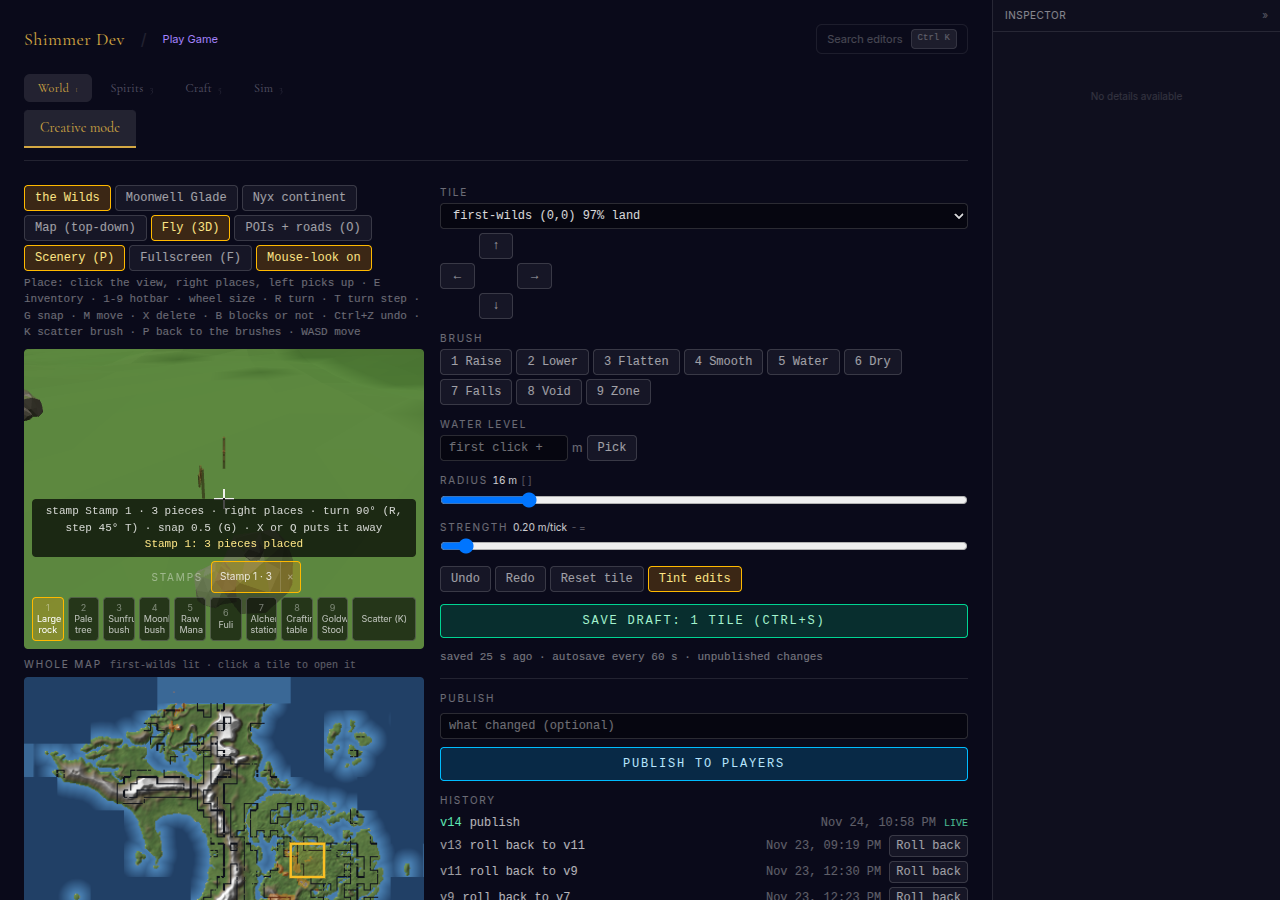 Shimmer Dev / Play Game
Search editors Ctrl K
INSPECTOR »
No details available
World Spirits Craft Sim
Creative mode
the Wilds Moonwell Glade Nyx continent
Map (top-down) Fly (3D) POIs + roads (O)
Scenery (P) Fullscreen (F) Mouse-look on
Place: click the view, right places, left picks up · E
inventory · 1-9 hotbar · wheel size · R turn · T turn step ·
G snap · M move · X delete · B blocks or not · Ctrl+Z undo ·
K scatter brush · P back to the brushes · WASD move
stamp Stamp 1 · 3 pieces · right places · turn 90° (R,
step 45° T) · snap 0.5 (G) · X or Q puts it away
Stamp 1: 3 pieces placed
STAMPS Stamp 1 · 3 ×
1 Large rock
2 Pale tree
3 Sunfru bush
4 Moon bush
5 Raw Mana
6 Fuli
7 Alche station
8 Craftin table
9 Goldw Stool
Scatter (K)
WHOLE MAP first-wilds lit · click a tile to open it
TILE
first-wilds (0,0) 97% land
↑
← →
↓
BRUSH
1 Raise 2 Lower 3 Flatten 4 Smooth 5 Water 6 Dry
7 Falls 8 Void 9 Zone
WATER LEVEL
first click + m Pick
RADIUS 16 m [ ]
STRENGTH 0.20 m/tick - =
Undo Redo Reset tile Tint edits
SAVE DRAFT: 1 TILE (CTRL+S)
saved 25 s ago · autosave every 60 s · unpublished changes
PUBLISH
what changed (optional)
PUBLISH TO PLAYERS
HISTORY
v14 publish Nov 24, 10:58 PM LIVE
v13 roll back to v11 Nov 23, 09:19 PM Roll back
v11 roll back to v9 Nov 23, 12:30 PM Roll back
v9 roll back to v7 Nov 23, 12:23 PM Roll back